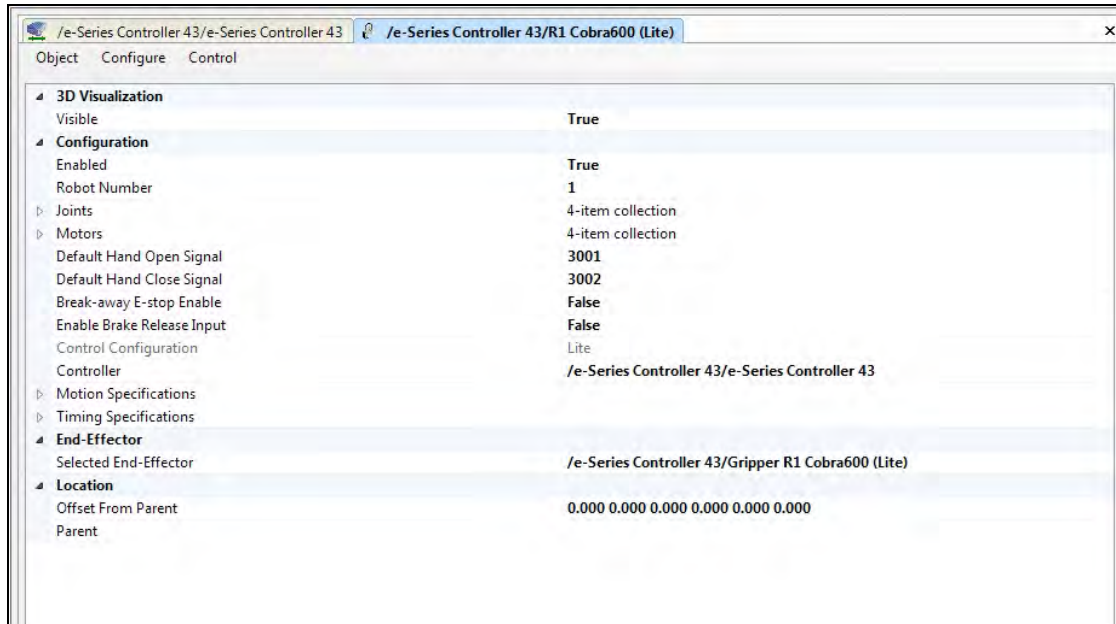 /e-Series Controller 43/e-Series Controller 43 /e-Series Controller 43/R1 Cobra600 (Lite)
Object Configure Control
3D Visualization
Visible True
Configuration
Enabled True
Robot Number 1
Joints 4-item collection
Motors 4-item collection
Default Hand Open Signal 3001
Default Hand Close Signal 3002
Break-away E-stop Enable False
Enable Brake Release Input False
Control Configuration Lite
Controller /e-Series Controller 43/e-Series Controller 43
Motion Specifications
Timing Specifications
End-Effector
Selected End-Effector /e-Series Controller 43/Gripper R1 Cobra600 (Lite)
Location
Offset From Parent 0.000 0.000 0.000 0.000 0.000 0.000
Parent